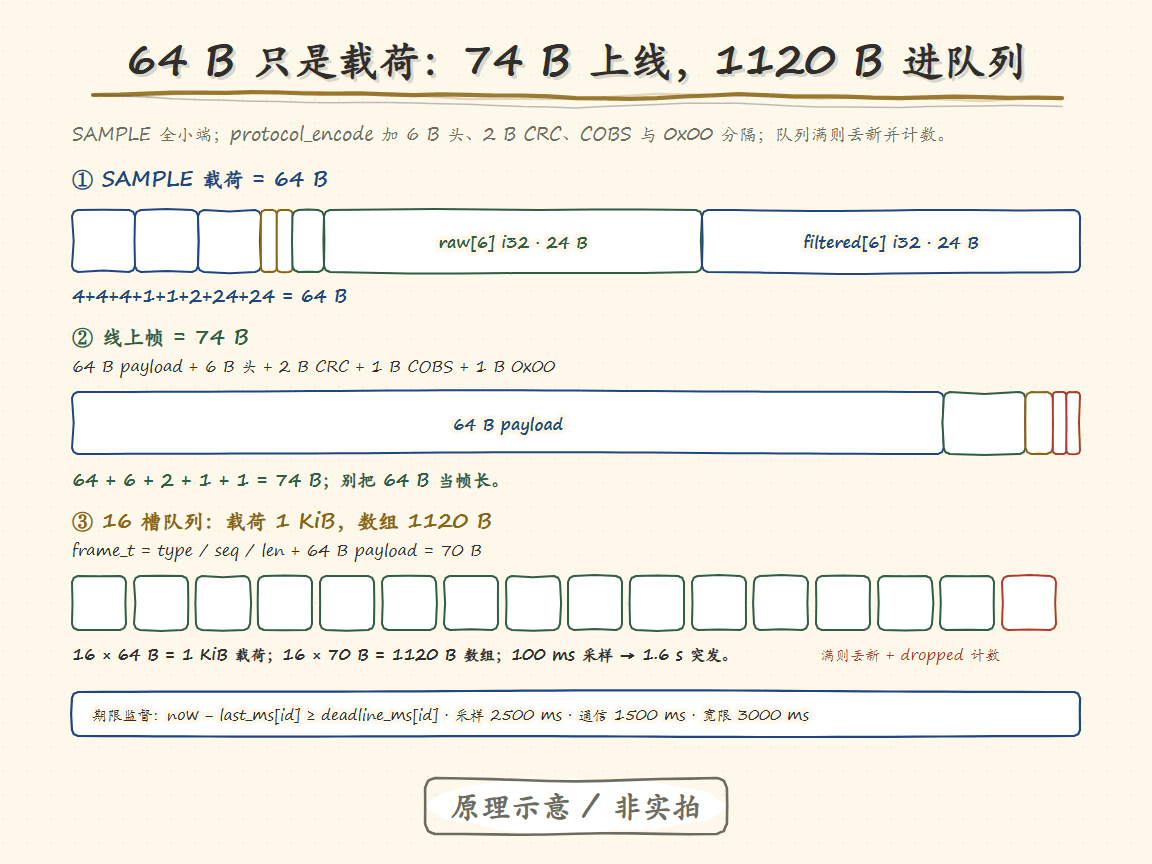 64 B 只是载荷：74 B 上线，1120 B 进队列
SAMPLE 全小端；protocol_encode 加 6 B 头、2 B CRC、COBS 与 0x00 分隔；队列满则丢新并计数。
① SAMPLE 载荷 = 64 B
raw[6] i32 · 24 B
filtered[6] i32 · 24 B
4+4+4+1+1+2+24+24 = 64 B
② 线上帧 = 74 B
64 B payload + 6 B 头 + 2 B CRC + 1 B COBS + 1 B 0x00
64 B payload
64 + 6 + 2 + 1 + 1 = 74 B；别把 64 B 当帧长。
③ 16 槽队列：载荷 1 KiB，数组 1120 B
frame_t = type / seq / len + 64 B payload = 70 B
16 × 64 B = 1 KiB 载荷；16 × 70 B = 1120 B 数组；100 ms 采样 → 1.6 s 突发。
满则丢新 + dropped 计数
期限监督：now − last_ms[id] ≥ deadline_ms[id] · 采样 2500 ms · 通信 1500 ms · 宽限 3000 ms
原理示意 / 非实拍